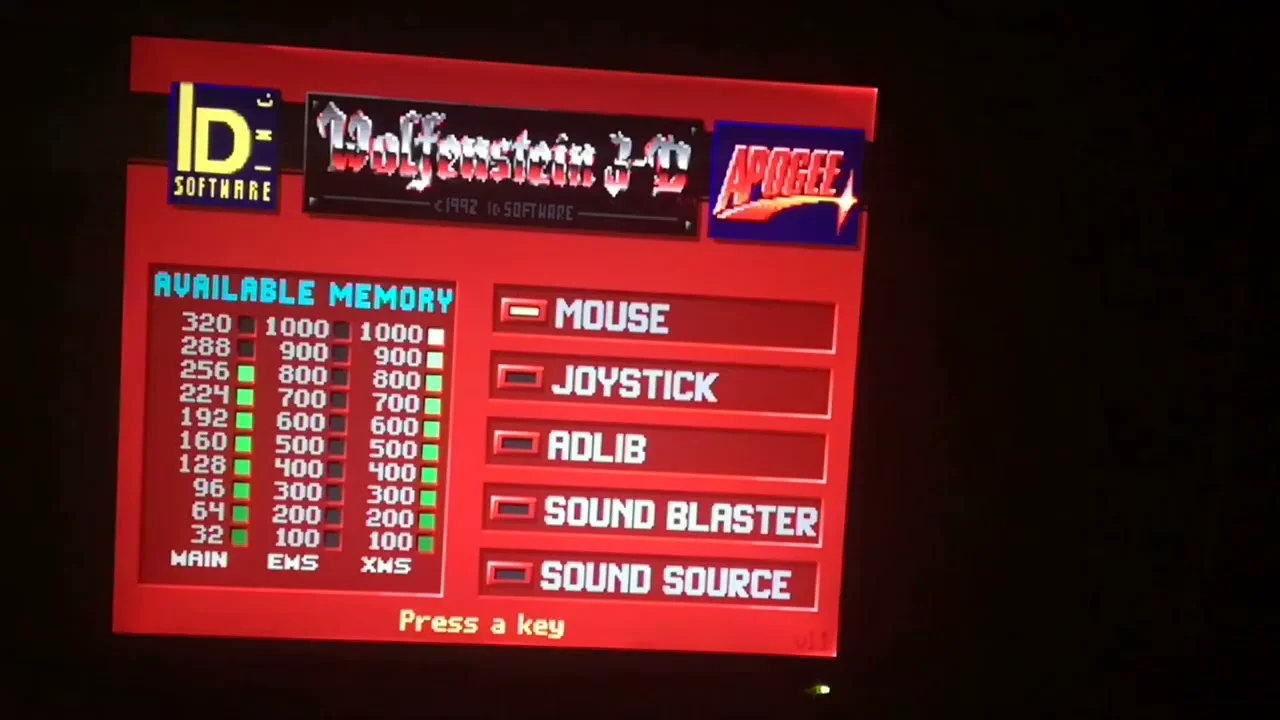 ID
INC
SOFTWARE
Wolfenstein 3-D
c1992 id SOFTWARE
APOGEE
AVAILABLE MEMORY
320 1000 1000
288 900 900
256 800 800
224 700 700
192 600 600
160 500 500
128 400 400
96 300 300
64 200 200
32 100 100
MAIN EMS XMS
MOUSE
JOYSTICK
ADLIB
SOUND BLASTER
SOUND SOURCE
Press a key